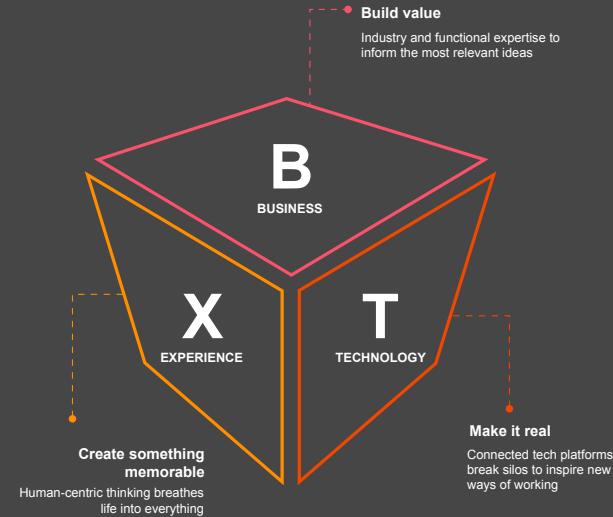 Build value
Industry and functional expertise to
inform the most relevant ideas
B
BUSINESS
X
EXPERIENCE
T
TECHNOLOGY
Create something
memorable
Human-centric thinking breathes
life into everything
Make it real
Connected tech platforms
break silos to inspire new
ways of working